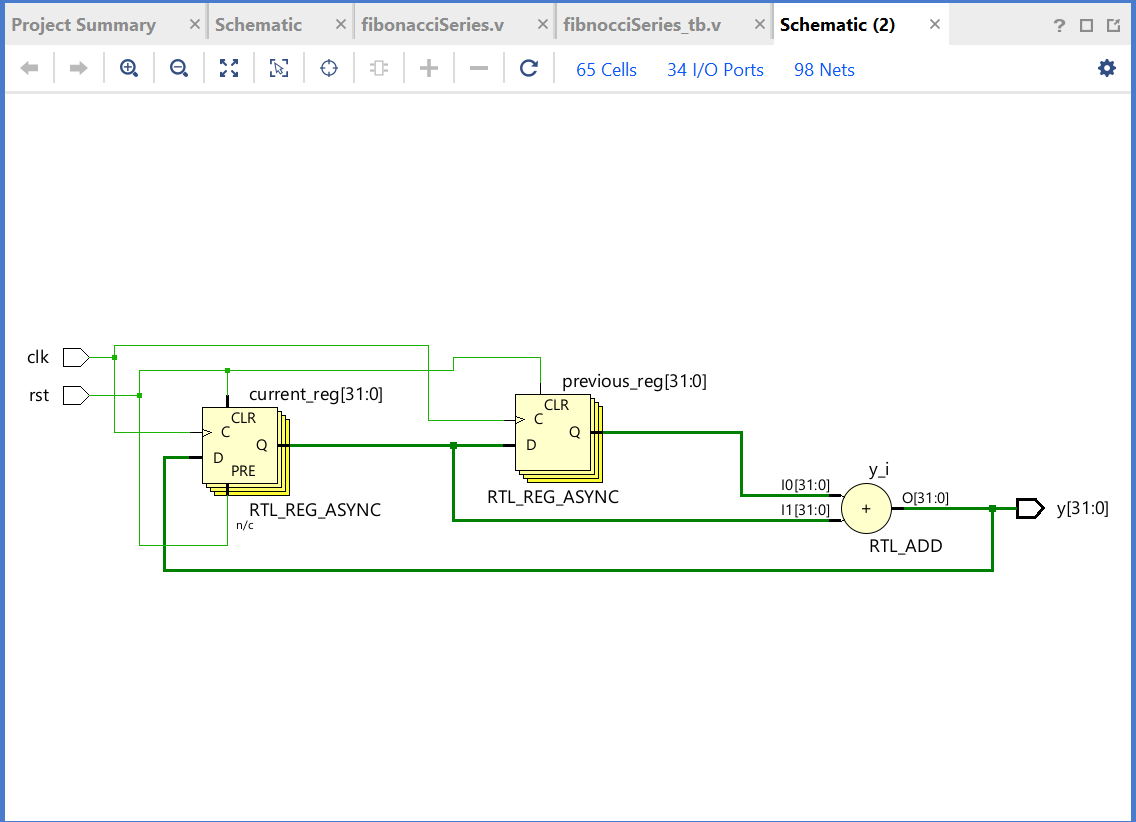 Project Summary × Schematic × fibonacciSeries.v × fibnocciSeries_tb.v × Schematic (2) × ?
65 Cells 34 I/O Ports 98 Nets
clk
rst
current_reg[31:0]
CLR
C
Q
D
PRE
RTL_REG_ASYNC
n/c
previous_reg[31:0]
CLR
C
Q
D
RTL_REG_ASYNC
y_i
I0[31:0]
I1[31:0]
+
O[31:0]
RTL_ADD
y[31:0]